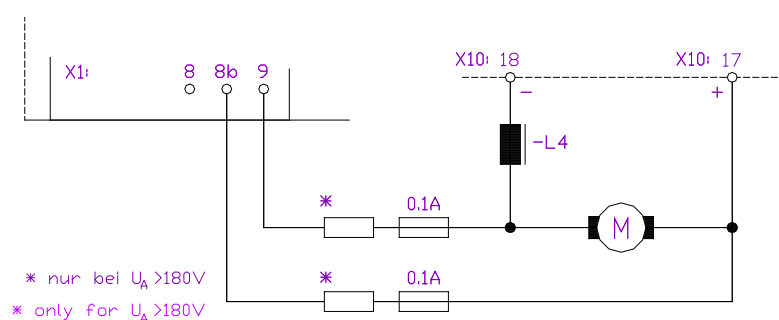 X1: 8 8b 9
X10: 18
X10: 17
- +
-L4
* 0.1A
M
* 0.1A
* nur bei UA >180V
* only for UA >180V